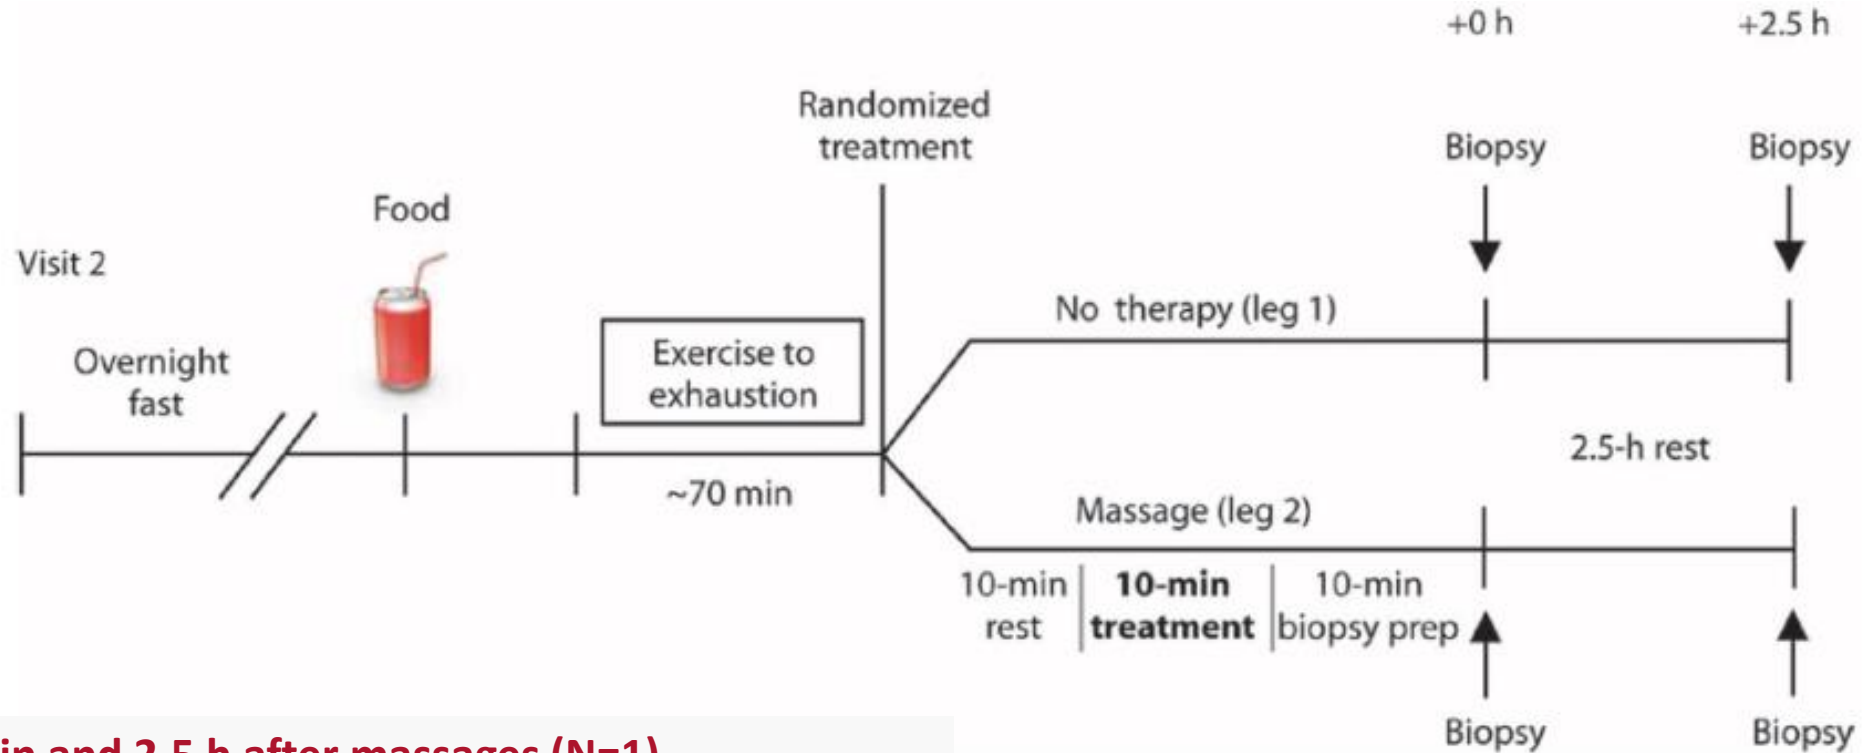 +0 h
+2.5 h
Randomized
treatment
Biopsy
Biopsy
Food
Visit 2
No therapy (leg 1)
Overnight
fast
Exercise to
exhaustion
2.5-h rest
~70 min
Massage (leg 2)
10-min
rest
10-min
treatment
10-min
biopsy prep
Biopsy
Biopsy
and 2.5 h after massages (N=1)